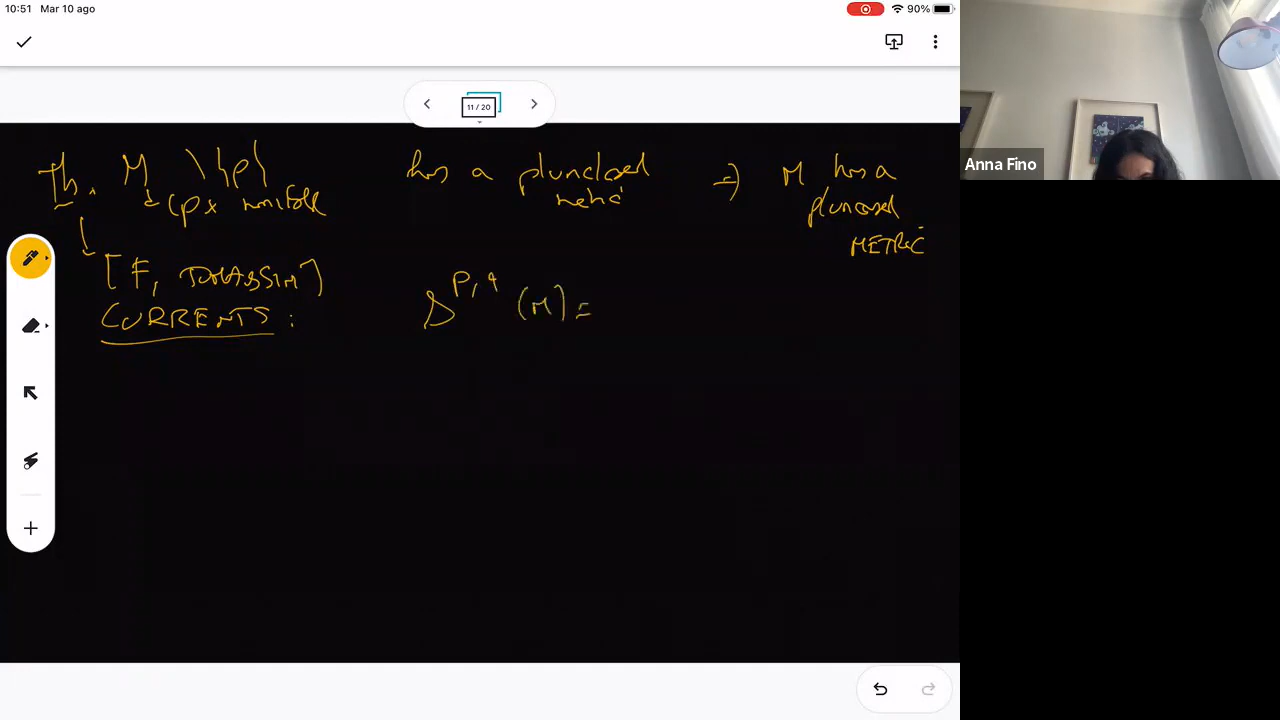 10:51 Mar 10 ago
90%
11 / 20
Anna Fino
Th. M \ {p} has a pluriclosed metric ⇒ M has a pluriclosed METRIC
cpx manifold
[F, TOMASSINI]
CURRENTS :
D^{p,q} (M) =